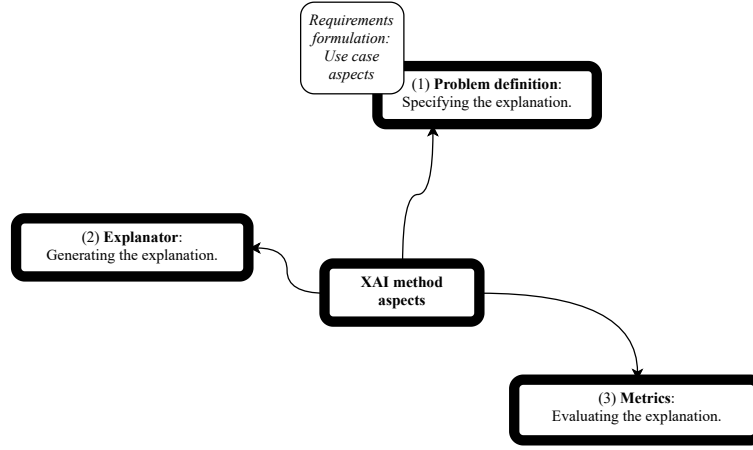 Requirements
formulation:
Use case
aspects
(1) Problem definition:
Specifying the explanation.
(2) Explanator:
Generating the explanation.
XAI method
aspects
(3) Metrics:
Evaluating the explanation.